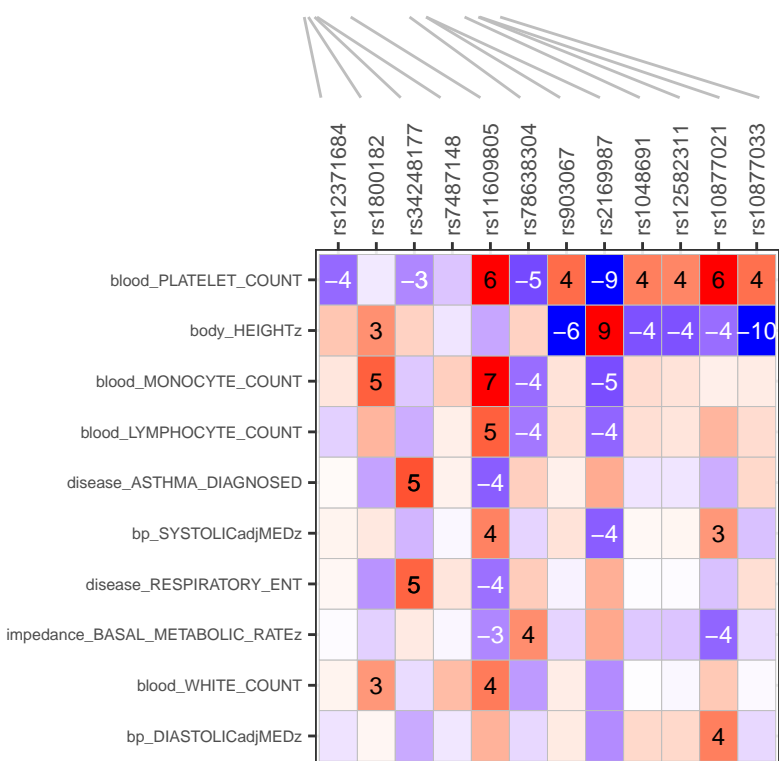 rs12371684 rs1800182 rs34248177 rs7487148 rs11609805 rs78638304 rs903067 rs2169987 rs1048691 rs12582311 rs10877021 rs10877033
blood_PLATELET_COUNT −4 −3 6 −5 4 −9 4 4 6 4
body_HEIGHTz 3 −6 9 −4 −4 −4 −10
blood_MONOCYTE_COUNT 5 7 −4 −5
blood_LYMPHOCYTE_COUNT 5 −4 −4
disease_ASTHMA_DIAGNOSED 5 −4
bp_SYSTOLICadjMEDz 4 −4 3
disease_RESPIRATORY_ENT 5 −4
impedance_BASAL_METABOLIC_RATEz −3 4 −4
blood_WHITE_COUNT 3 4
bp_DIASTOLICadjMEDz 4